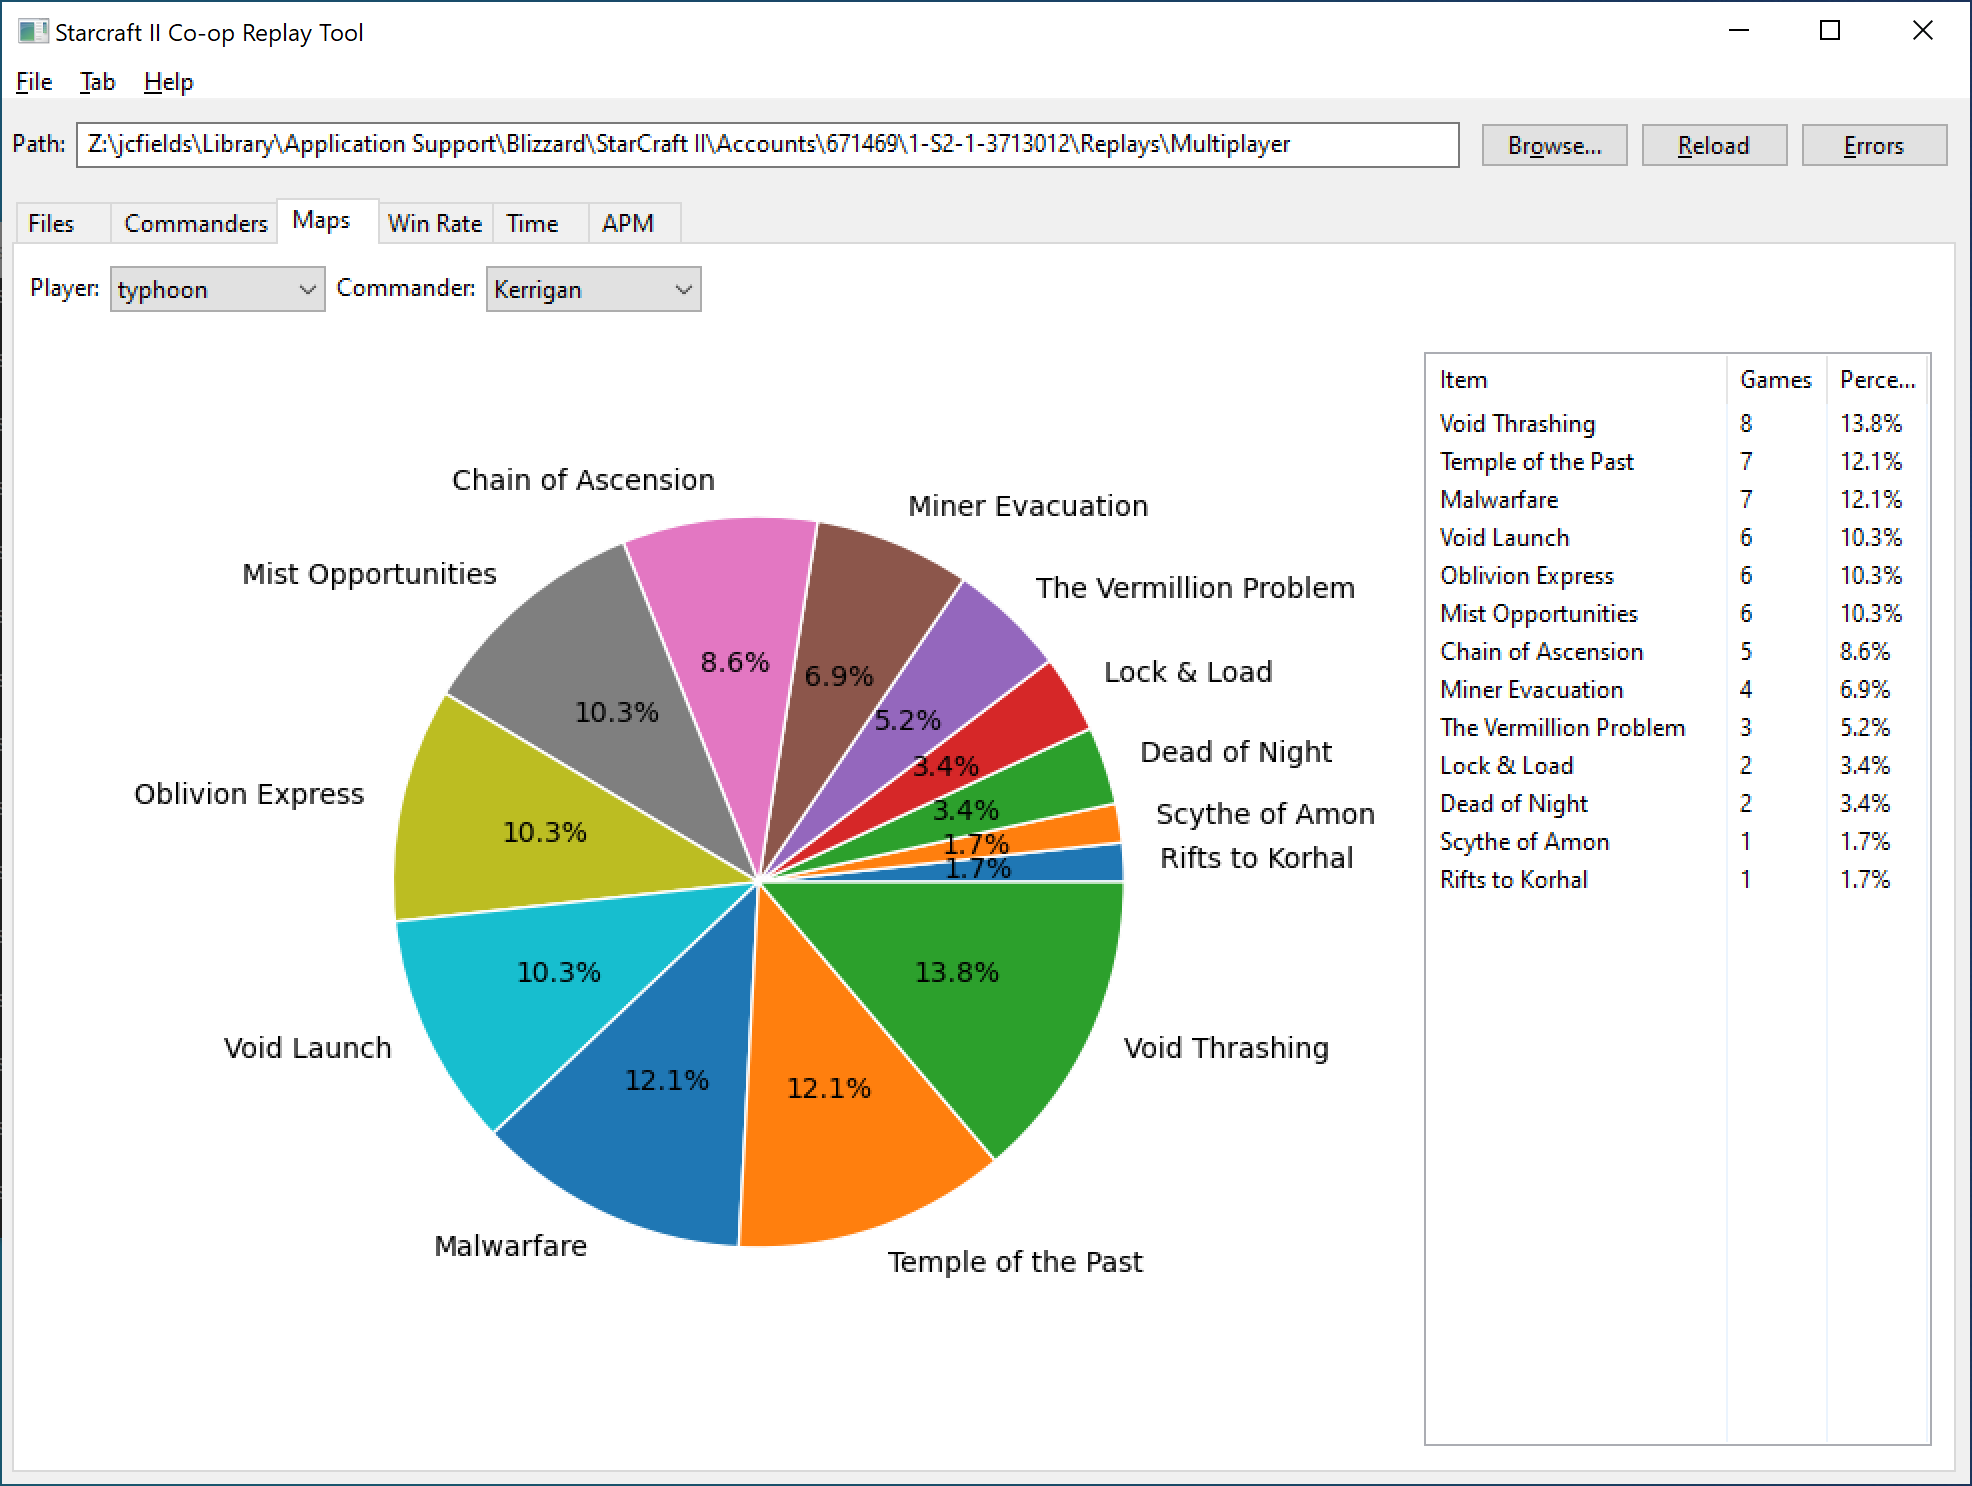 Starcraft II Co-op Replay Tool
File Tab Help
Path: Z:\jcfields\Library\Application Support\Blizzard\StarCraft II\Accounts\671469\1-S2-1-3713012\Replays\Multiplayer Browse... Reload Errors
Files Commanders Maps Win Rate Time APM
Player: typhoon Commander: Kerrigan
Chain of Ascension
Miner Evacuation
Mist Opportunities
The Vermillion Problem
Lock & Load
Dead of Night
Oblivion Express
Scythe of Amon
Rifts to Korhal
Void Launch
Void Thrashing
Malwarfare
Temple of the Past
8.6%
6.9%
10.3%
5.2%
3.4%
3.4%
10.3%
1.7%
1.7%
10.3%
13.8%
12.1%
12.1%
Item Games Perce...
Void Thrashing 8 13.8%
Temple of the Past 7 12.1%
Malwarfare 7 12.1%
Void Launch 6 10.3%
Oblivion Express 6 10.3%
Mist Opportunities 6 10.3%
Chain of Ascension 5 8.6%
Miner Evacuation 4 6.9%
The Vermillion Problem 3 5.2%
Lock & Load 2 3.4%
Dead of Night 2 3.4%
Scythe of Amon 1 1.7%
Rifts to Korhal 1 1.7%